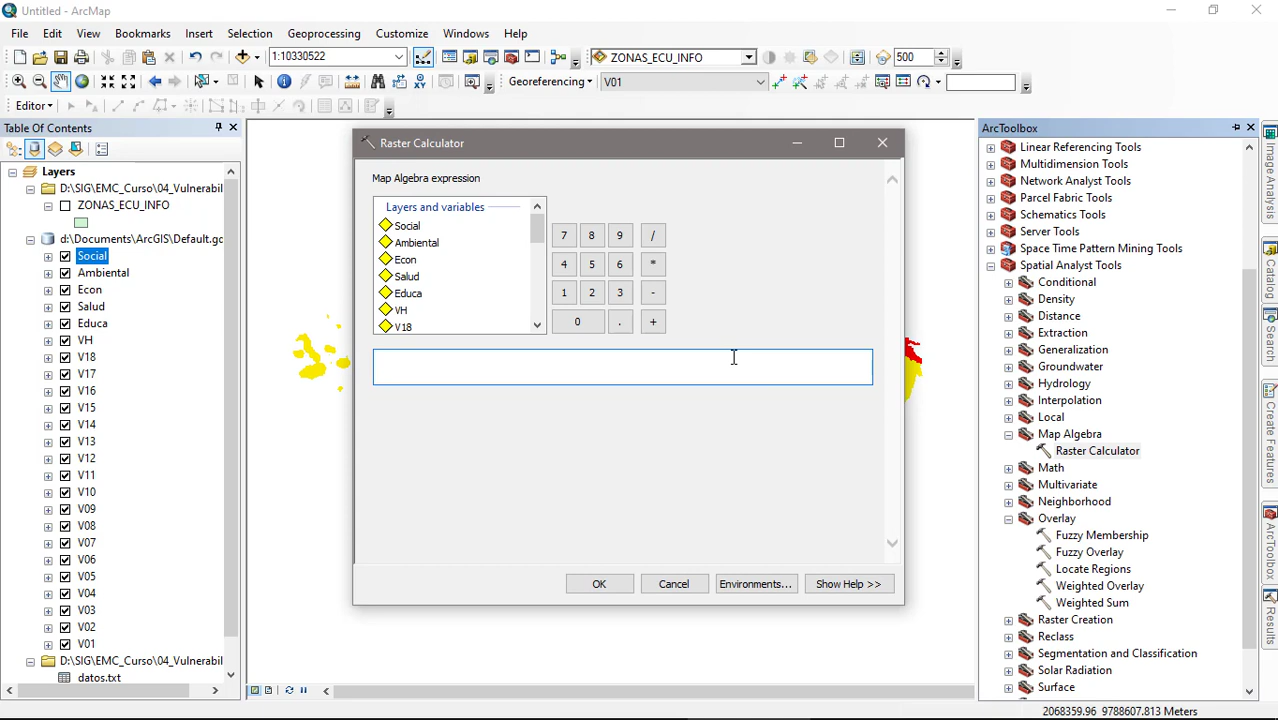 Untitled - ArcMap
File Edit View Bookmarks Insert Selection Geoprocessing Customize Windows Help
1:10330522 ZONAS_ECU_INFO 500
Georeferencing V01
Editor
Table Of Contents
Layers
D:\SIG\EMC_Curso\04_Vulnerabil
ZONAS_ECU_INFO
d:\Documents\ArcGIS\Default.gd
Social
Ambiental
Econ
Salud
Educa
VH
V18
V17
V16
V15
V14
V13
V12
V11
V10
V09
V08
V07
V06
V05
V04
V03
V02
V01
D:\SIG\EMC_Curso\04_Vulnerabil
datos.txt
Raster Calculator
Map Algebra expression
Layers and variables
Social
Ambiental
Econ
Salud
Educa
VH
V18
7 8 9 /
4 5 6 *
1 2 3 -
0 . +
OK Cancel Environments... Show Help >>
ArcToolbox
Linear Referencing Tools
Multidimension Tools
Network Analyst Tools
Parcel Fabric Tools
Schematics Tools
Server Tools
Space Time Pattern Mining Tools
Spatial Analyst Tools
Conditional
Density
Distance
Extraction
Generalization
Groundwater
Hydrology
Interpolation
Local
Map Algebra
Raster Calculator
Math
Multivariate
Neighborhood
Overlay
Fuzzy Membership
Fuzzy Overlay
Locate Regions
Weighted Overlay
Weighted Sum
Raster Creation
Reclass
Segmentation and Classification
Solar Radiation
Surface
Image Analysis
Catalog
Search
Create Features
ArcToolbox
Results
2068359.96 9788607.813 Meters